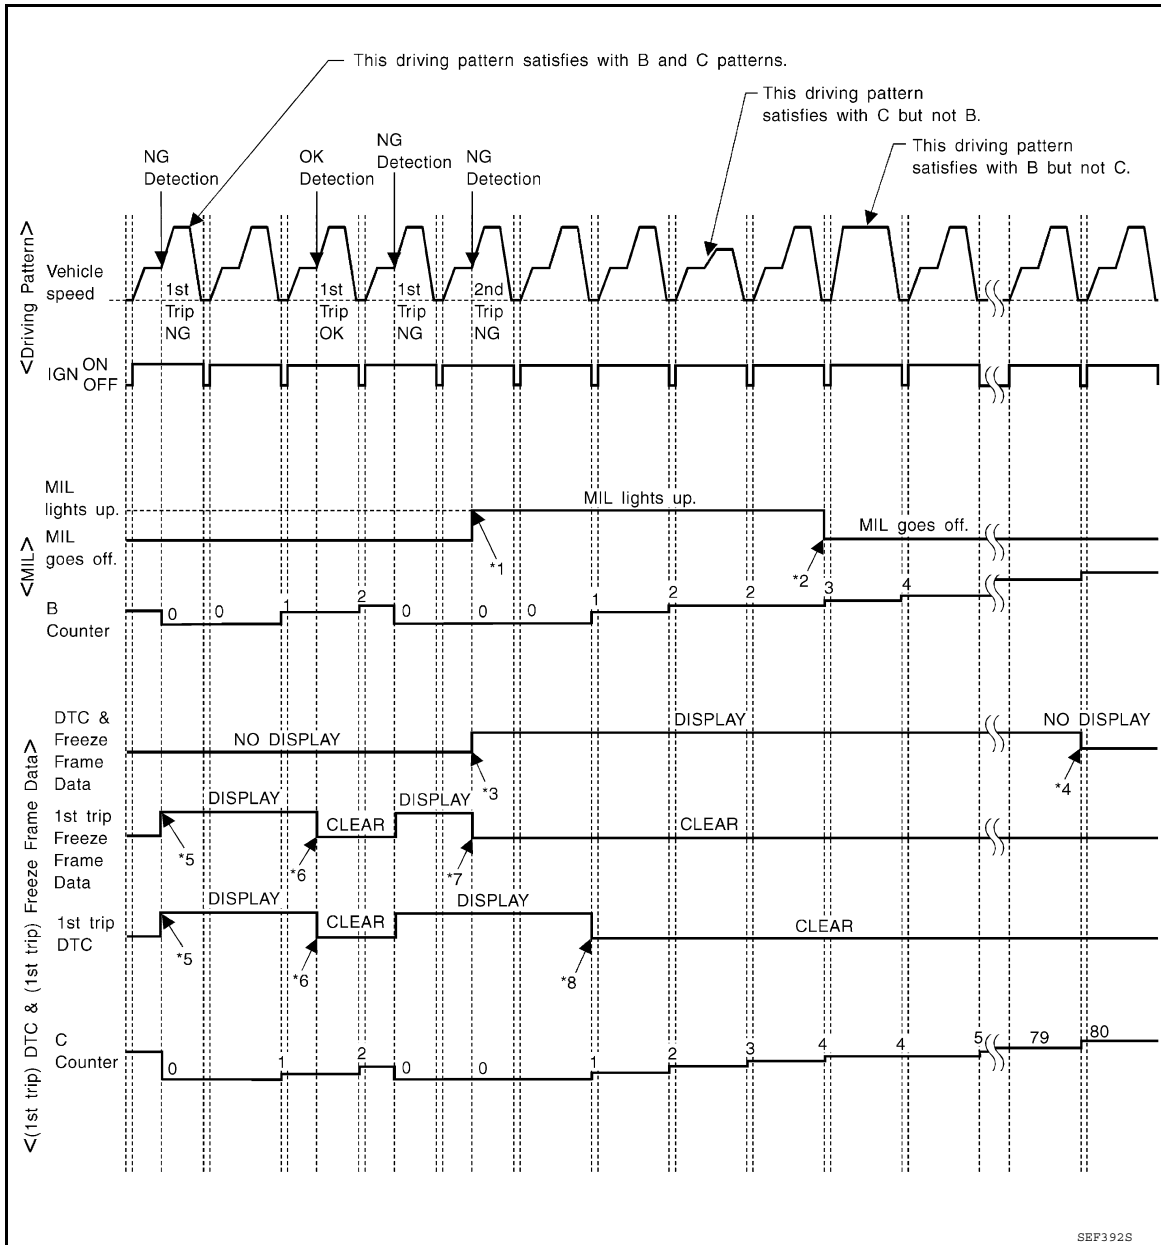 This driving pattern satisfies with B and C patterns.
This driving pattern
satisfies with C but not B.
This driving pattern
satisfies with B but not C.
NG
Detection
OK
Detection
NG
Detection
NG
Detection
<Driving Pattern>
Vehicle
speed
1st
Trip
NG
1st
Trip
OK
1st
Trip
NG
2nd
Trip
NG
IGN ON
OFF
<MIL>
MIL
lights up.
MIL lights up.
MIL
goes off.
MIL goes off.
*1
*2
B
Counter
0 0 1 2 0 0 0 1 2 2 3 4
<(1st trip) DTC & (1st trip) Freeze Frame Data>
DTC &
Freeze
Frame
Data
NO DISPLAY
DISPLAY
NO DISPLAY
*3
*4
1st trip
Freeze
Frame
Data
DISPLAY
CLEAR
DISPLAY
CLEAR
*5
*6
*7
1st trip
DTC
DISPLAY
CLEAR
DISPLAY
CLEAR
*5
*6
*8
C
Counter
0 1 2 0 0 1 2 3 4 4 5 79 80
SEF392S